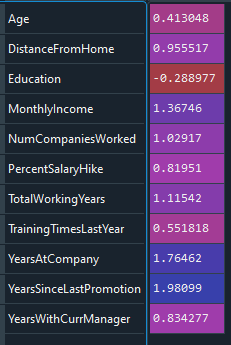 Age 0.413048
DistanceFromHome 0.955517
Education -0.288977
MonthlyIncome 1.36746
NumCompaniesWorked 1.02917
PercentSalaryHike 0.81951
TotalWorkingYears 1.11542
TrainingTimesLastYear 0.551818
YearsAtCompany 1.76462
YearsSinceLastPromotion 1.98099
YearsWithCurrManager 0.834277